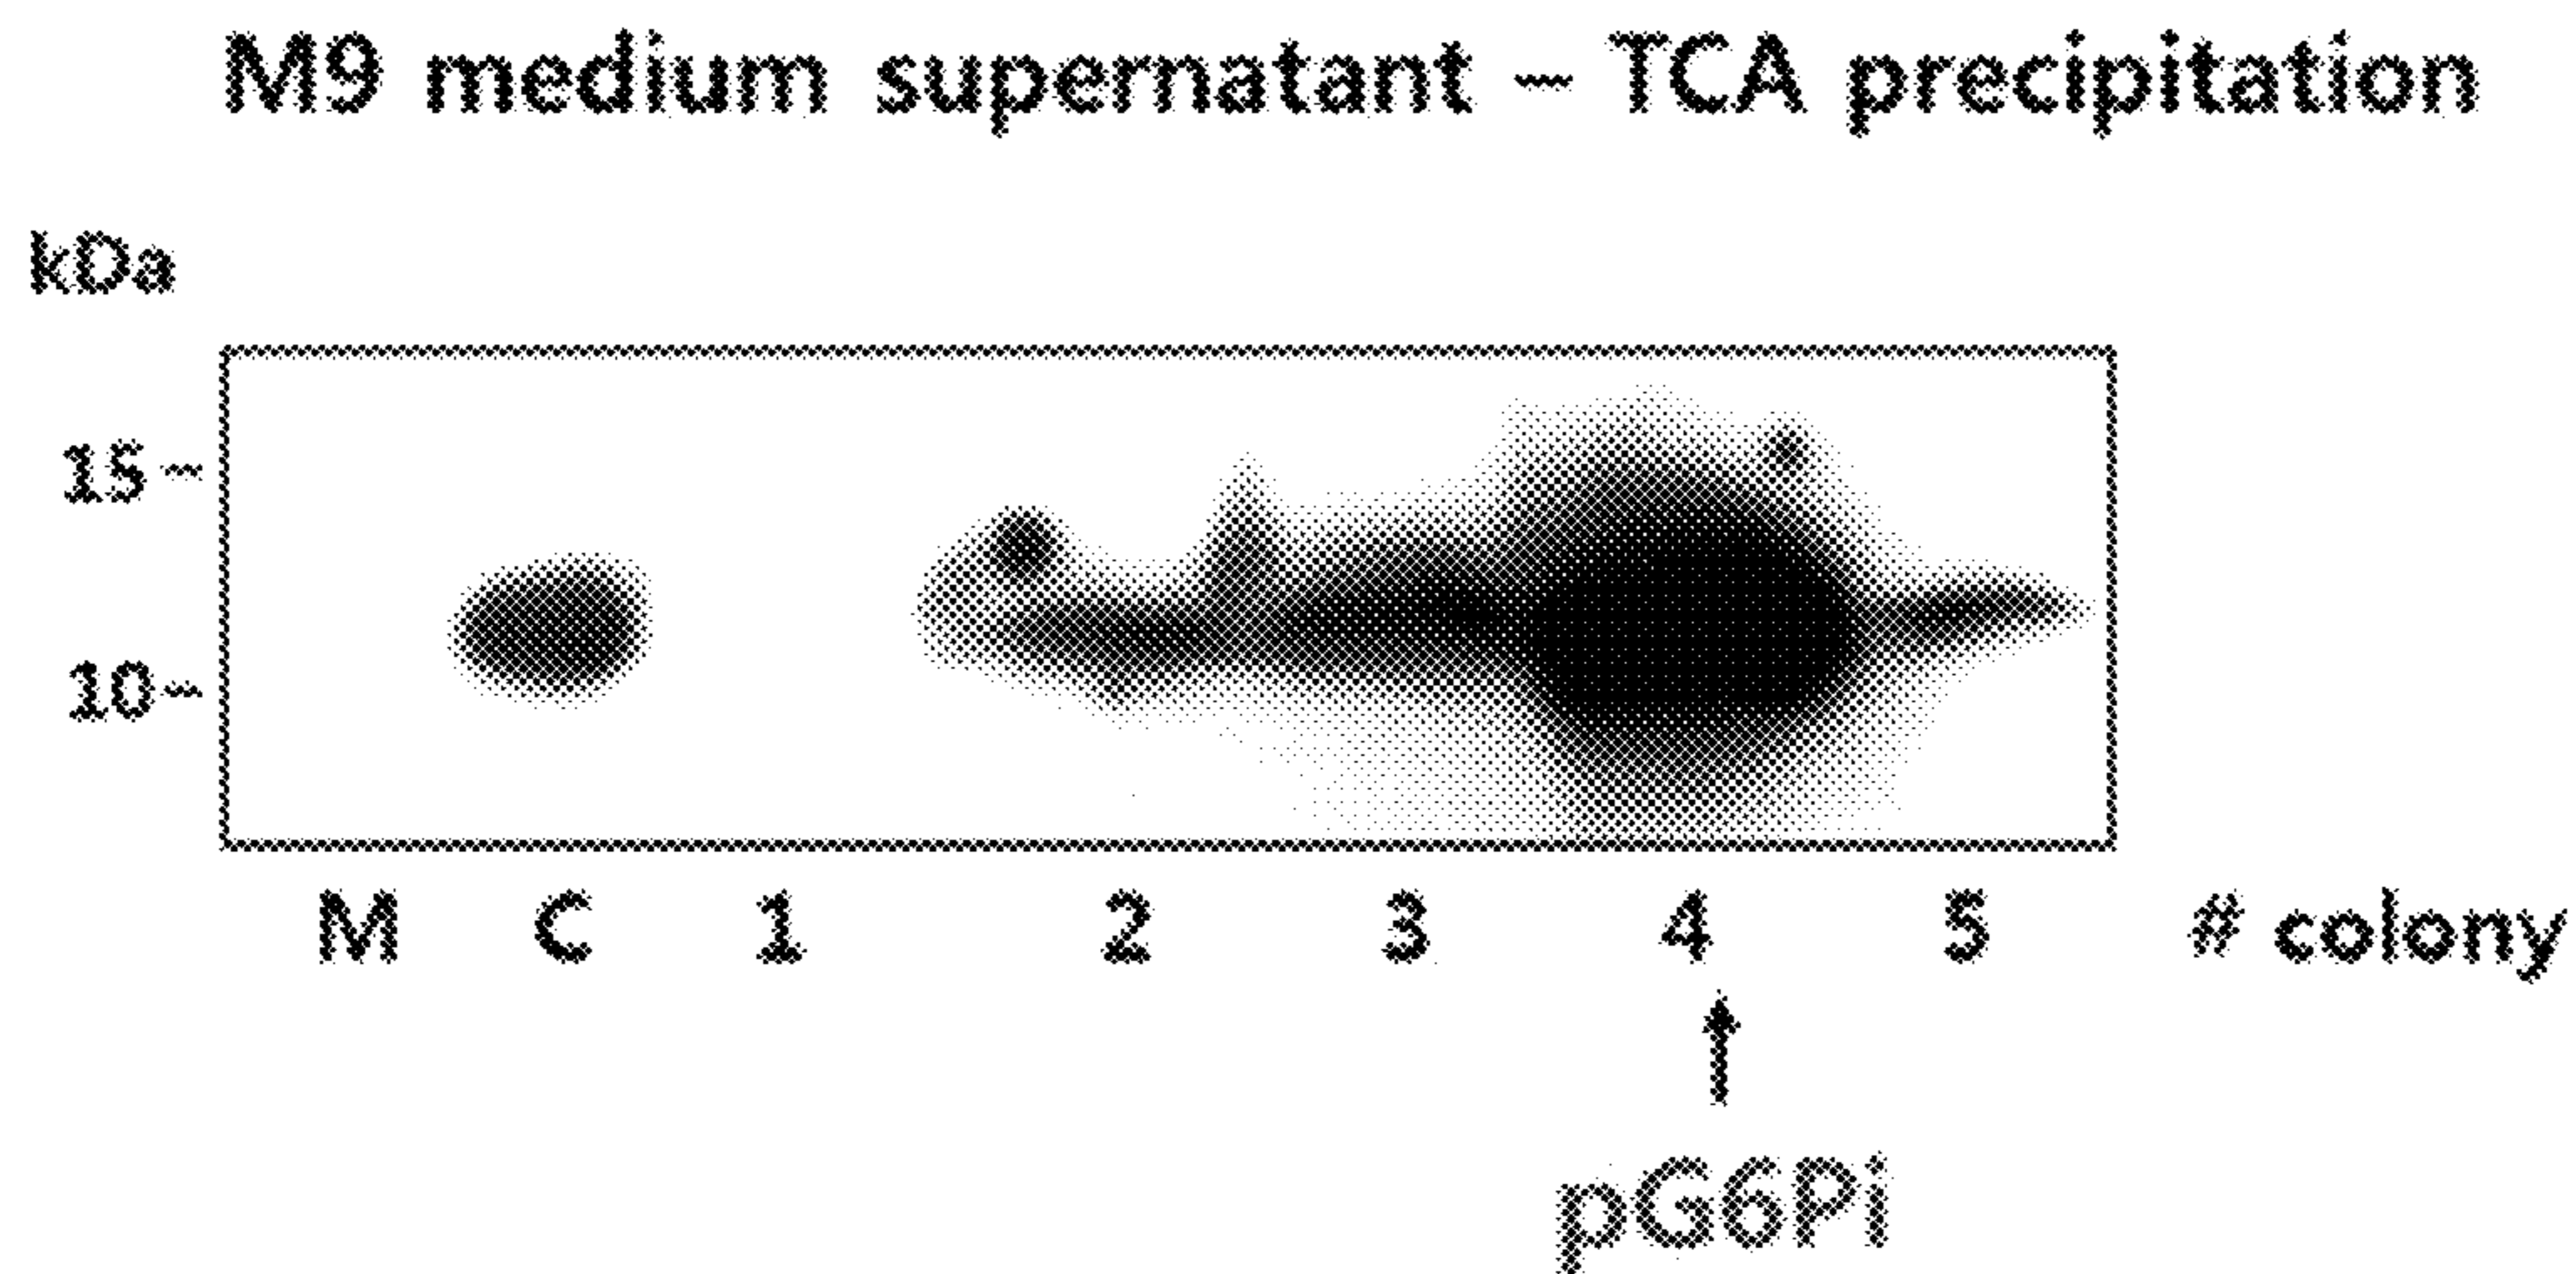 M9 medium supernatant - TCA precipitation
kDa
15 -
10 -
M C 1 2 3 4 5 # colony
pG6Pi